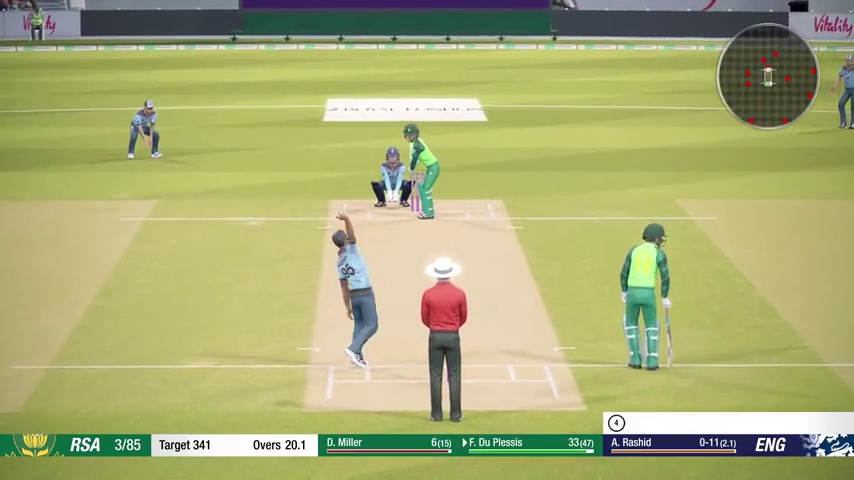 Vitality
Vitality
95
4
RSA 3/85 Target 341 Overs 20.1 D. Miller 6(15) F. Du Plessis 33(47) A. Rashid 0-11(2.1) ENG